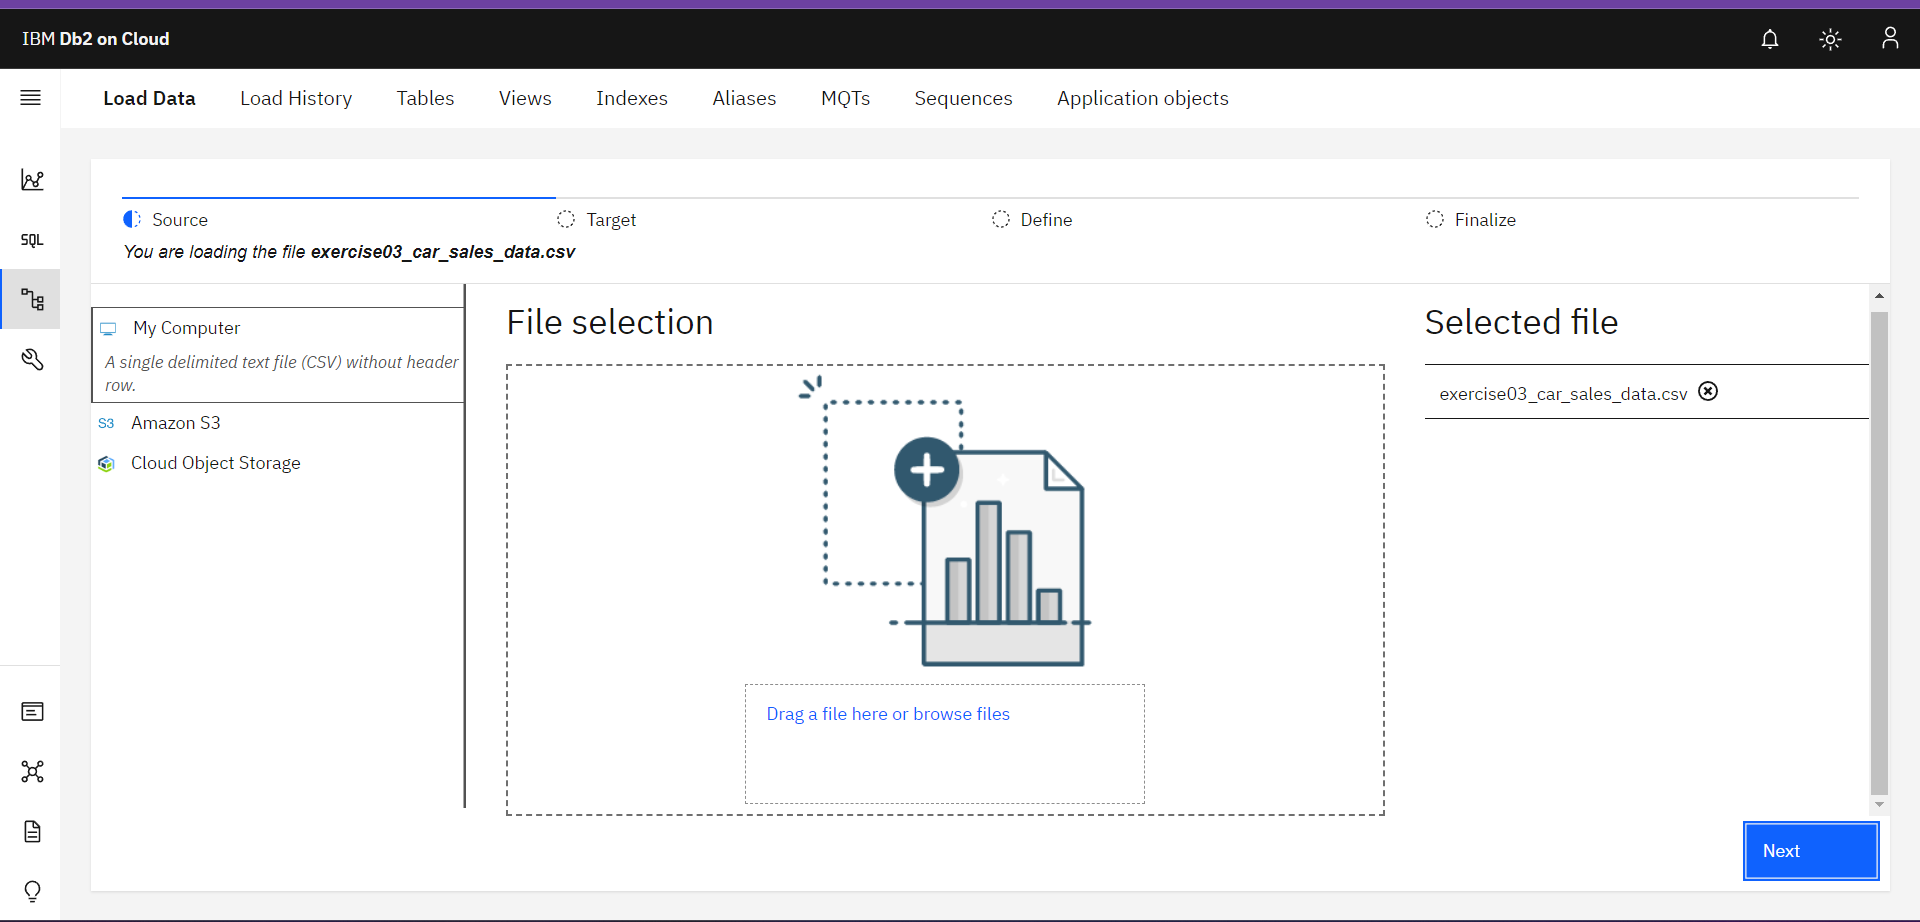 IBM Db2 on Cloud
Load Data Load History Tables Views Indexes Aliases MQTs Sequences Application objects
SQL
Source Target Define Finalize
You are loading the file exercise03_car_sales_data.csv
My Computer
A single delimited text file (CSV) without header
row.
S3 Amazon S3
Cloud Object Storage
File selection
Drag a file here or browse files
Selected file
exercise03_car_sales_data.csv
Next